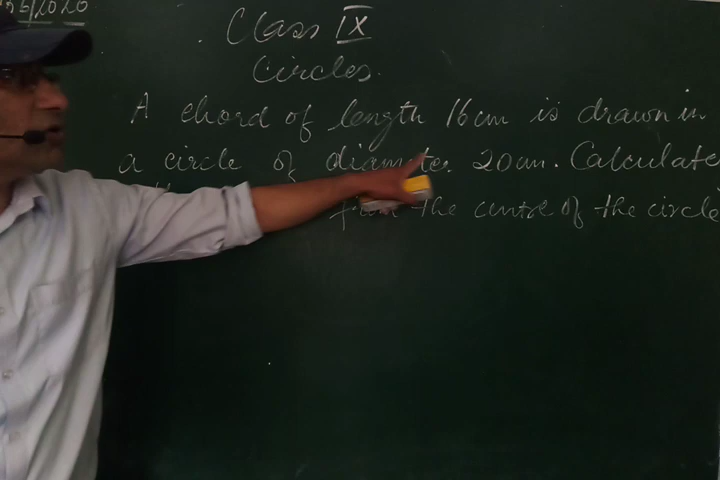 /2020
Class IX
Circles.
A chord of length 16cm is drawn in
a circle of diameter 20cm. Calculate
the centre of the circle